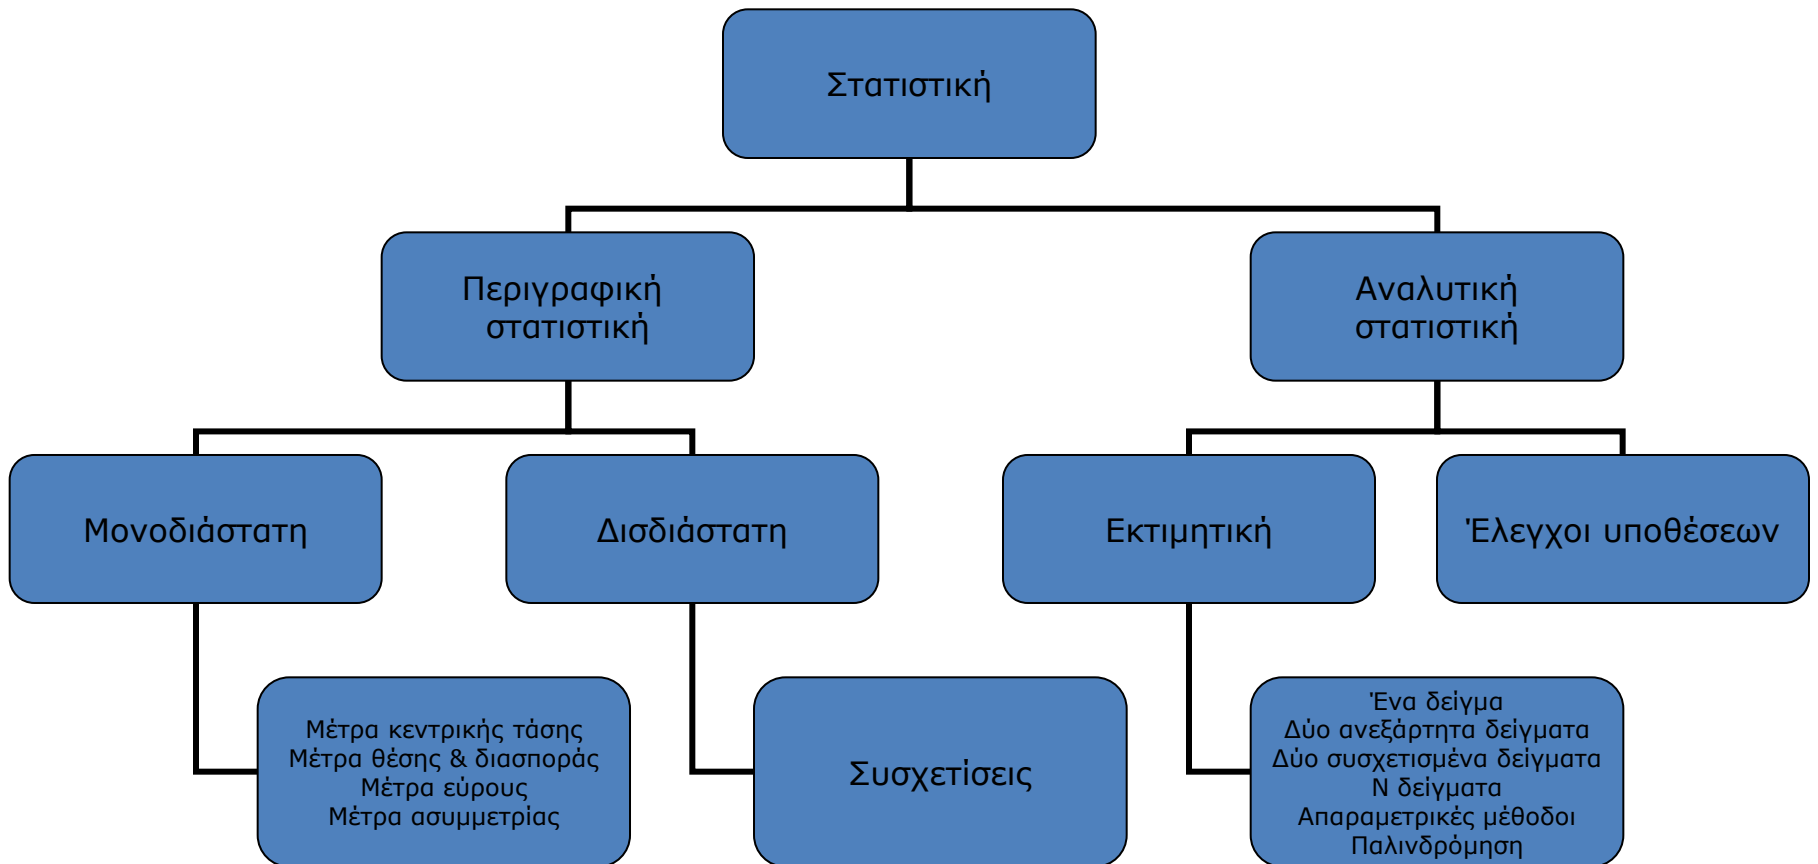 Στατιστική
Περιγραφική
στατιστική
Αναλυτική
στατιστική
Μονοδιάστατη
Δισδιάστατη
Εκτιμητική
Έλεγχοι υποθέσεων
Μέτρα κεντρικής τάσης
Μέτρα θέσης & διασποράς
Μέτρα εύρους
Μέτρα ασυμμετρίας
Συσχετίσεις
Ένα δείγμα
Δύο ανεξάρτητα δείγματα
Δύο συσχετισμένα δείγματα
Ν δείγματα
Απαραμετρικές μέθοδοι
Παλινδρόμηση